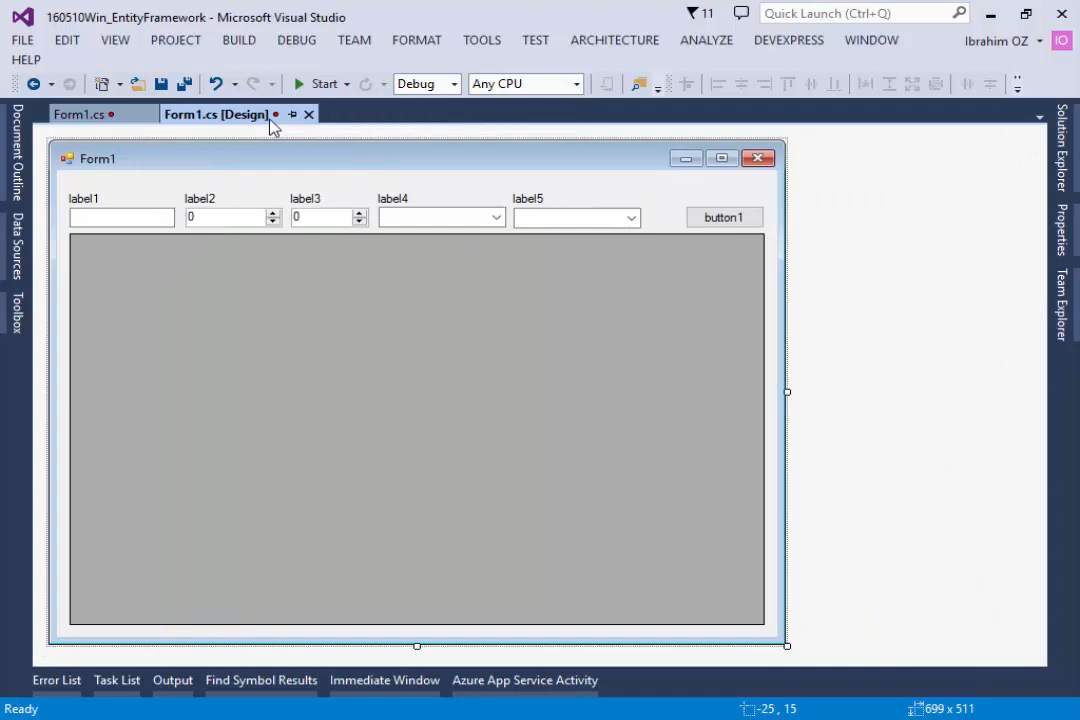 160510Win_EntityFramework - Microsoft Visual Studio
11
Quick Launch (Ctrl+Q)
FILE EDIT VIEW PROJECT BUILD DEBUG TEAM FORMAT TOOLS TEST ARCHITECTURE ANALYZE DEVEXPRESS WINDOW
Ibrahim OZ
IO
HELP
Start
Debug
Any CPU
Form1.cs
Form1.cs [Design]
Document Outline
Data Sources
Toolbox
Form1
label1 label2 label3 label4 label5
0 0
button1
Solution Explorer
Properties
Team Explorer
Error List Task List Output Find Symbol Results Immediate Window Azure App Service Activity
Ready
-25 , 15
699 x 511